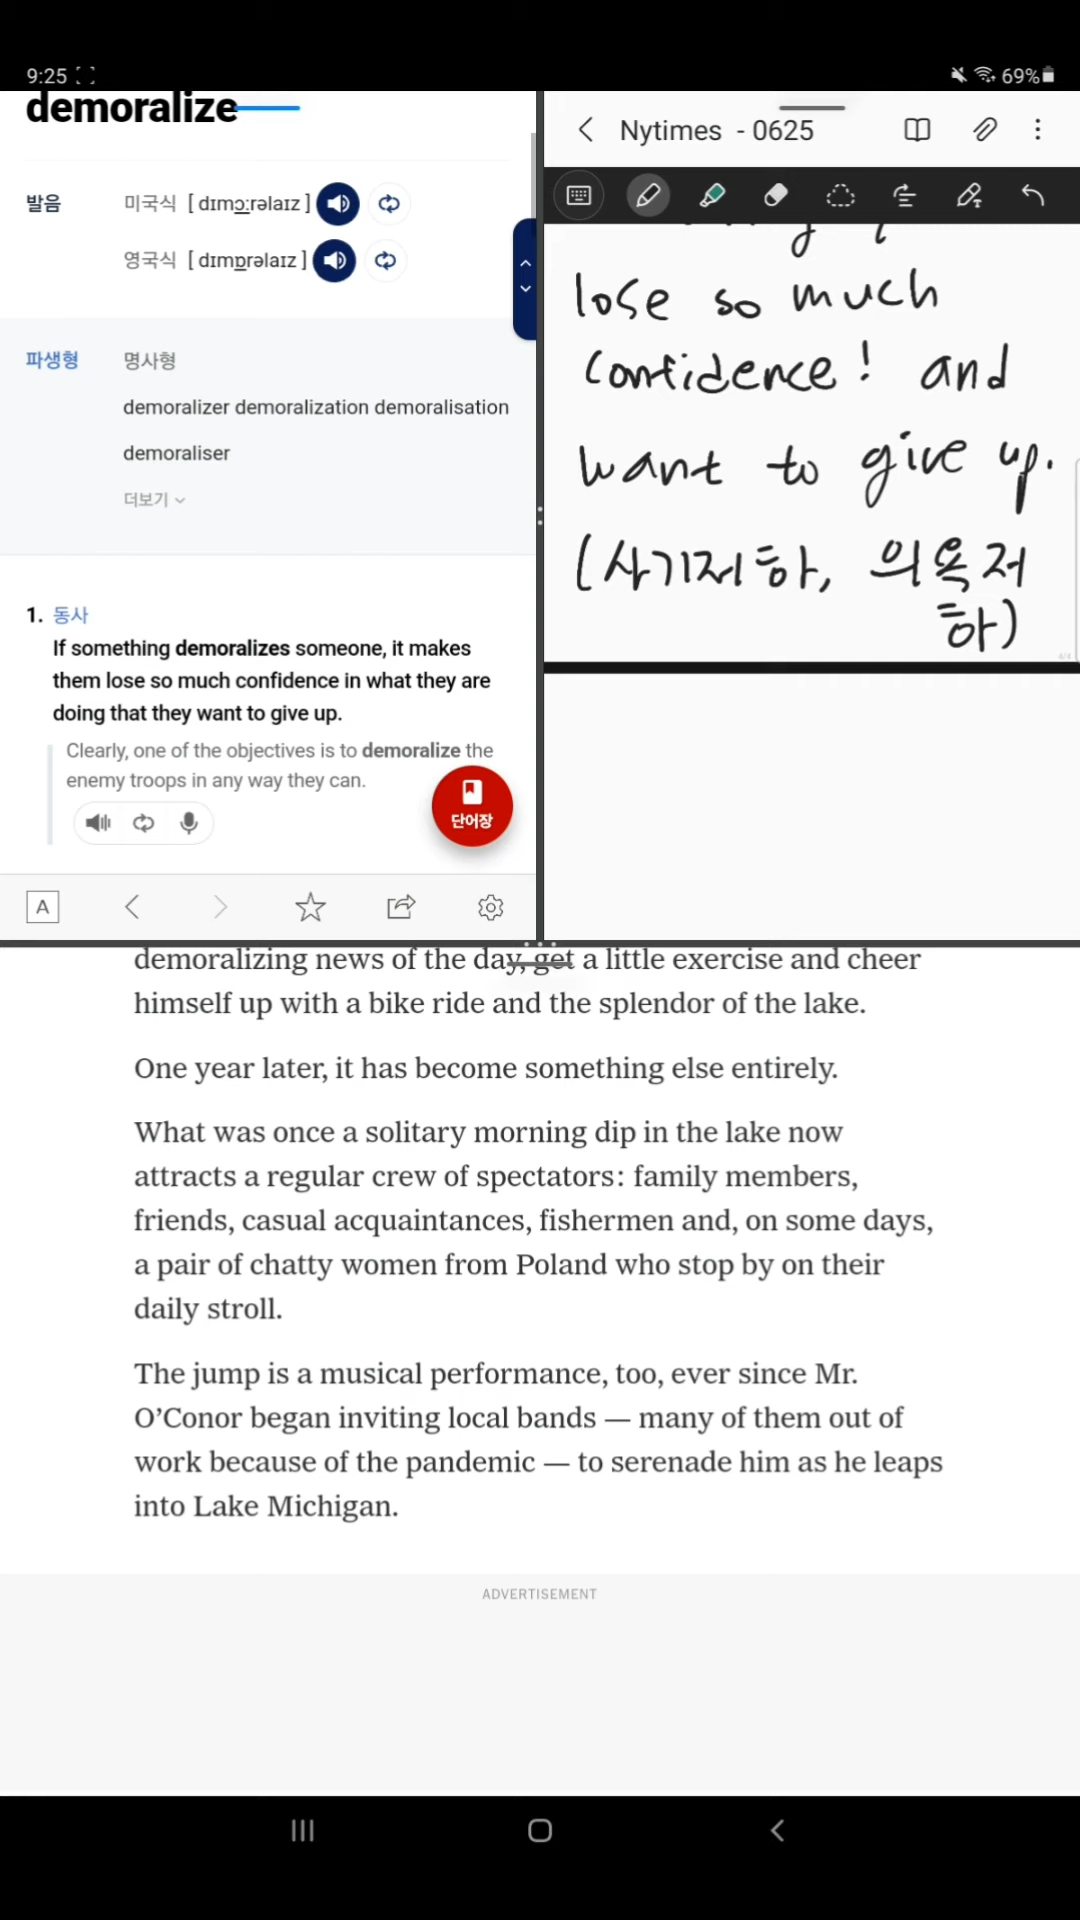 9:25
69%
demoralize
발음
미국식 [ dɪmɔːrəlaɪz ]
영국식 [ dɪmɒrəlaɪz ]
파생형
명사형
demoralizer demoralization demoralisation
demoraliser
더보기
1. 동사
If something demoralizes someone, it makes
them lose so much confidence in what they are
doing that they want to give up.
Clearly, one of the objectives is to demoralize the
enemy troops in any way they can.
단어장
A
Nytimes - 0625
lose so much
confidence! and
want to give up.
(사기저하, 의욕저
하)
demoralizing news of the day, get a little exercise and cheer
himself up with a bike ride and the splendor of the lake.
One year later, it has become something else entirely.
What was once a solitary morning dip in the lake now
attracts a regular crew of spectators: family members,
friends, casual acquaintances, fishermen and, on some days,
a pair of chatty women from Poland who stop by on their
daily stroll.
The jump is a musical performance, too, ever since Mr.
O’Conor began inviting local bands — many of them out of
work because of the pandemic — to serenade him as he leaps
into Lake Michigan.
ADVERTISEMENT